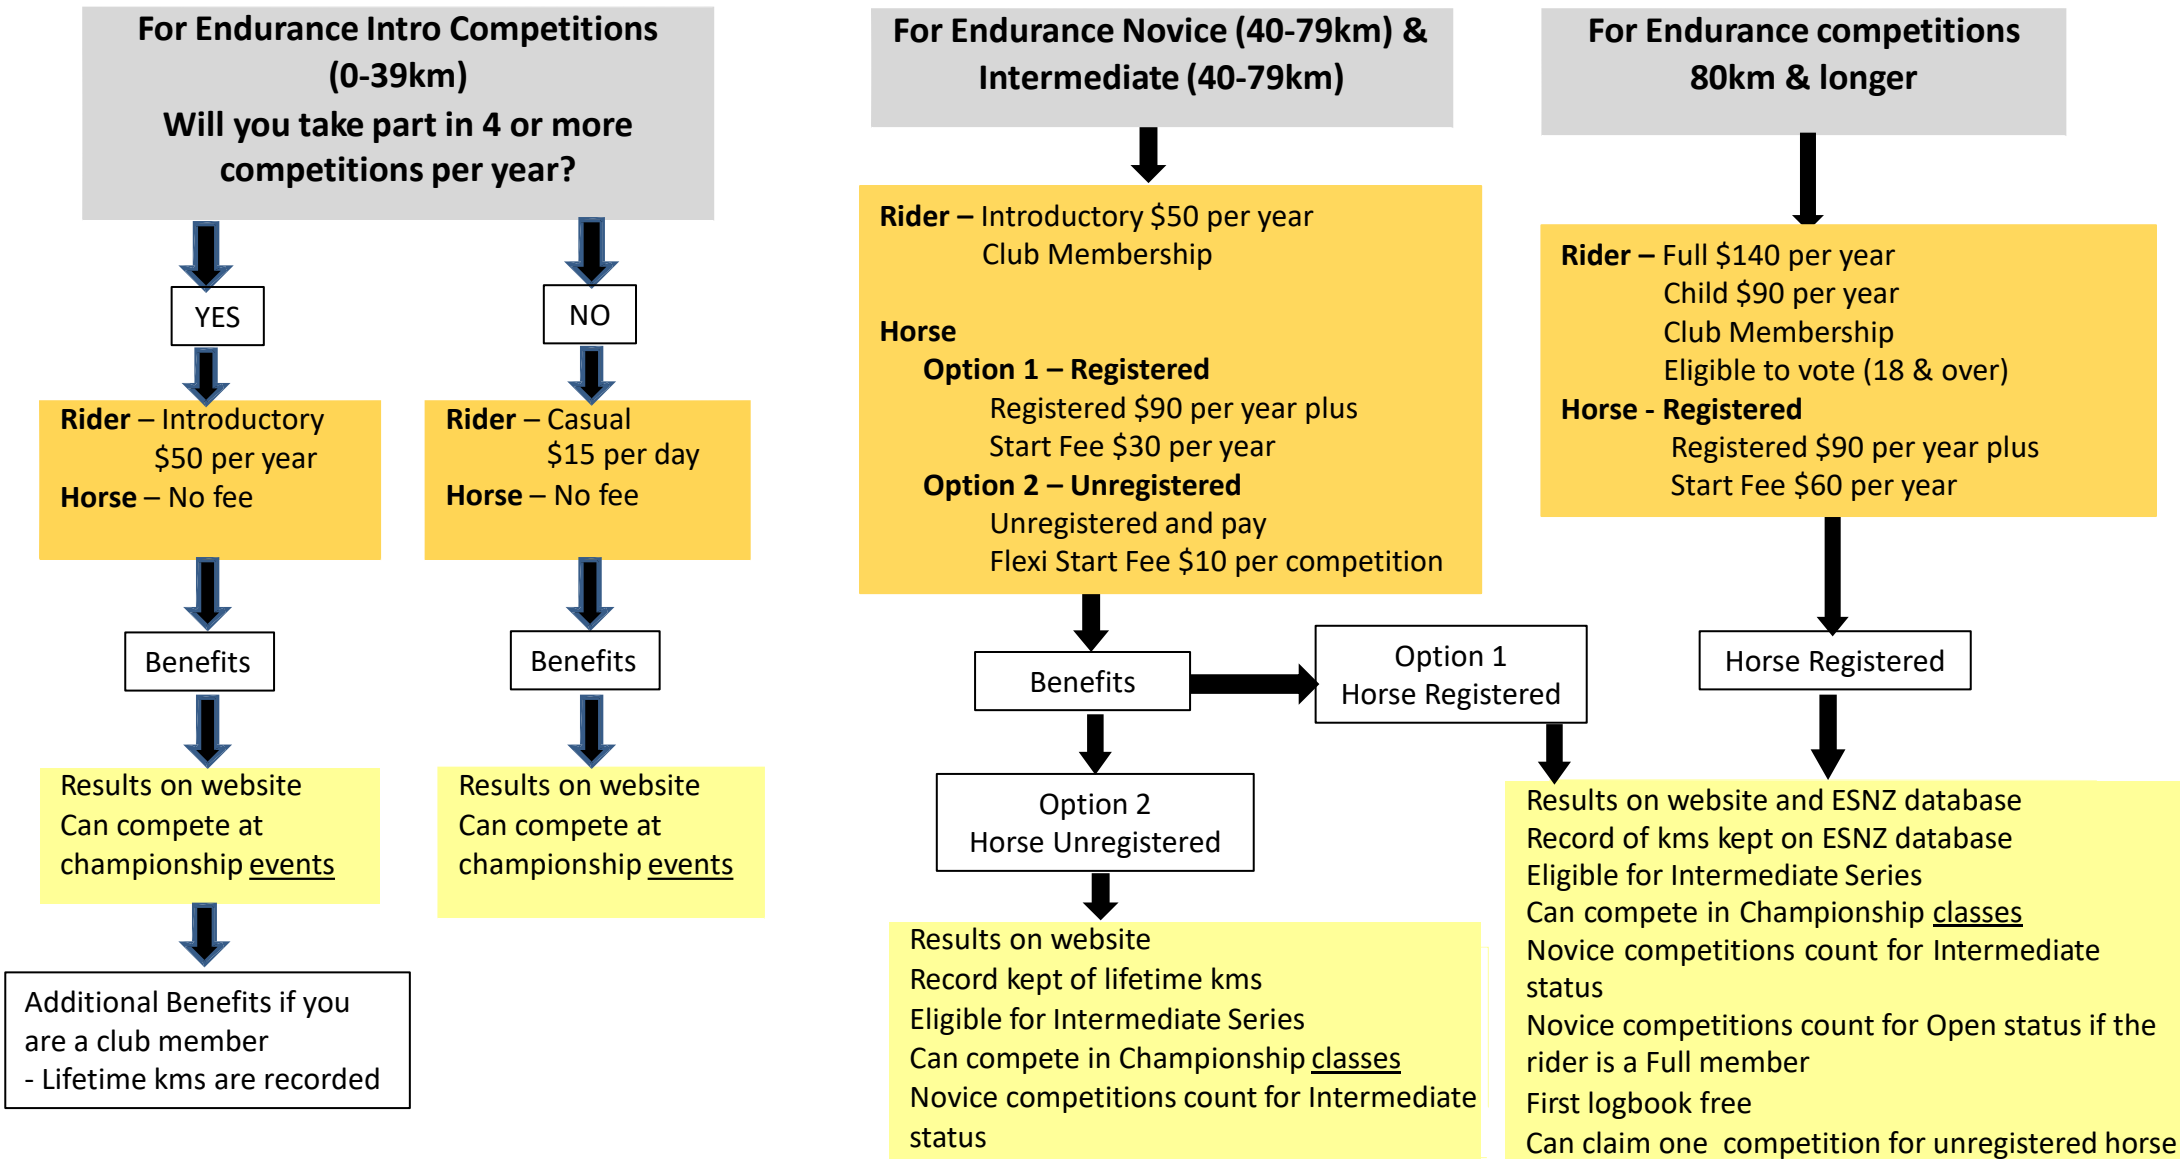 For Endurance Intro Competitions
(0-39km)
Will you take part in 4 or more
competitions per year?
YES
NO
Rider – Introductory
$50 per year
Horse – No fee
Rider – Casual
$15 per day
Horse – No fee
Benefits
Benefits
Results on website
Can compete at
championship events
Results on website
Can compete at
championship events
Additional Benefits if you
are a club member
- Lifetime kms are recorded
For Endurance Novice (40-79km) &
Intermediate (40-79km)
Rider – Introductory $50 per year
Club Membership
Horse
Option 1 – Registered
Registered $90 per year plus
Start Fee $30 per year
Option 2 – Unregistered
Unregistered and pay
Flexi Start Fee $10 per competition
Benefits
Option 1
Horse Registered
Option 2
Horse Unregistered
Results on website
Record kept of lifetime kms
Eligible for Intermediate Series
Can compete in Championship classes
Novice competitions count for Intermediate
status
For Endurance competitions
80km & longer
Rider – Full $140 per year
Child $90 per year
Club Membership
Eligible to vote (18 & over)
Horse - Registered
Registered $90 per year plus
Start Fee $60 per year
Horse Registered
Results on website and ESNZ database
Record of kms kept on ESNZ database
Eligible for Intermediate Series
Can compete in Championship classes
Novice competitions count for Intermediate
status
Novice competitions count for Open status if the
rider is a Full member
First logbook free
Can claim one competition for unregistered horse